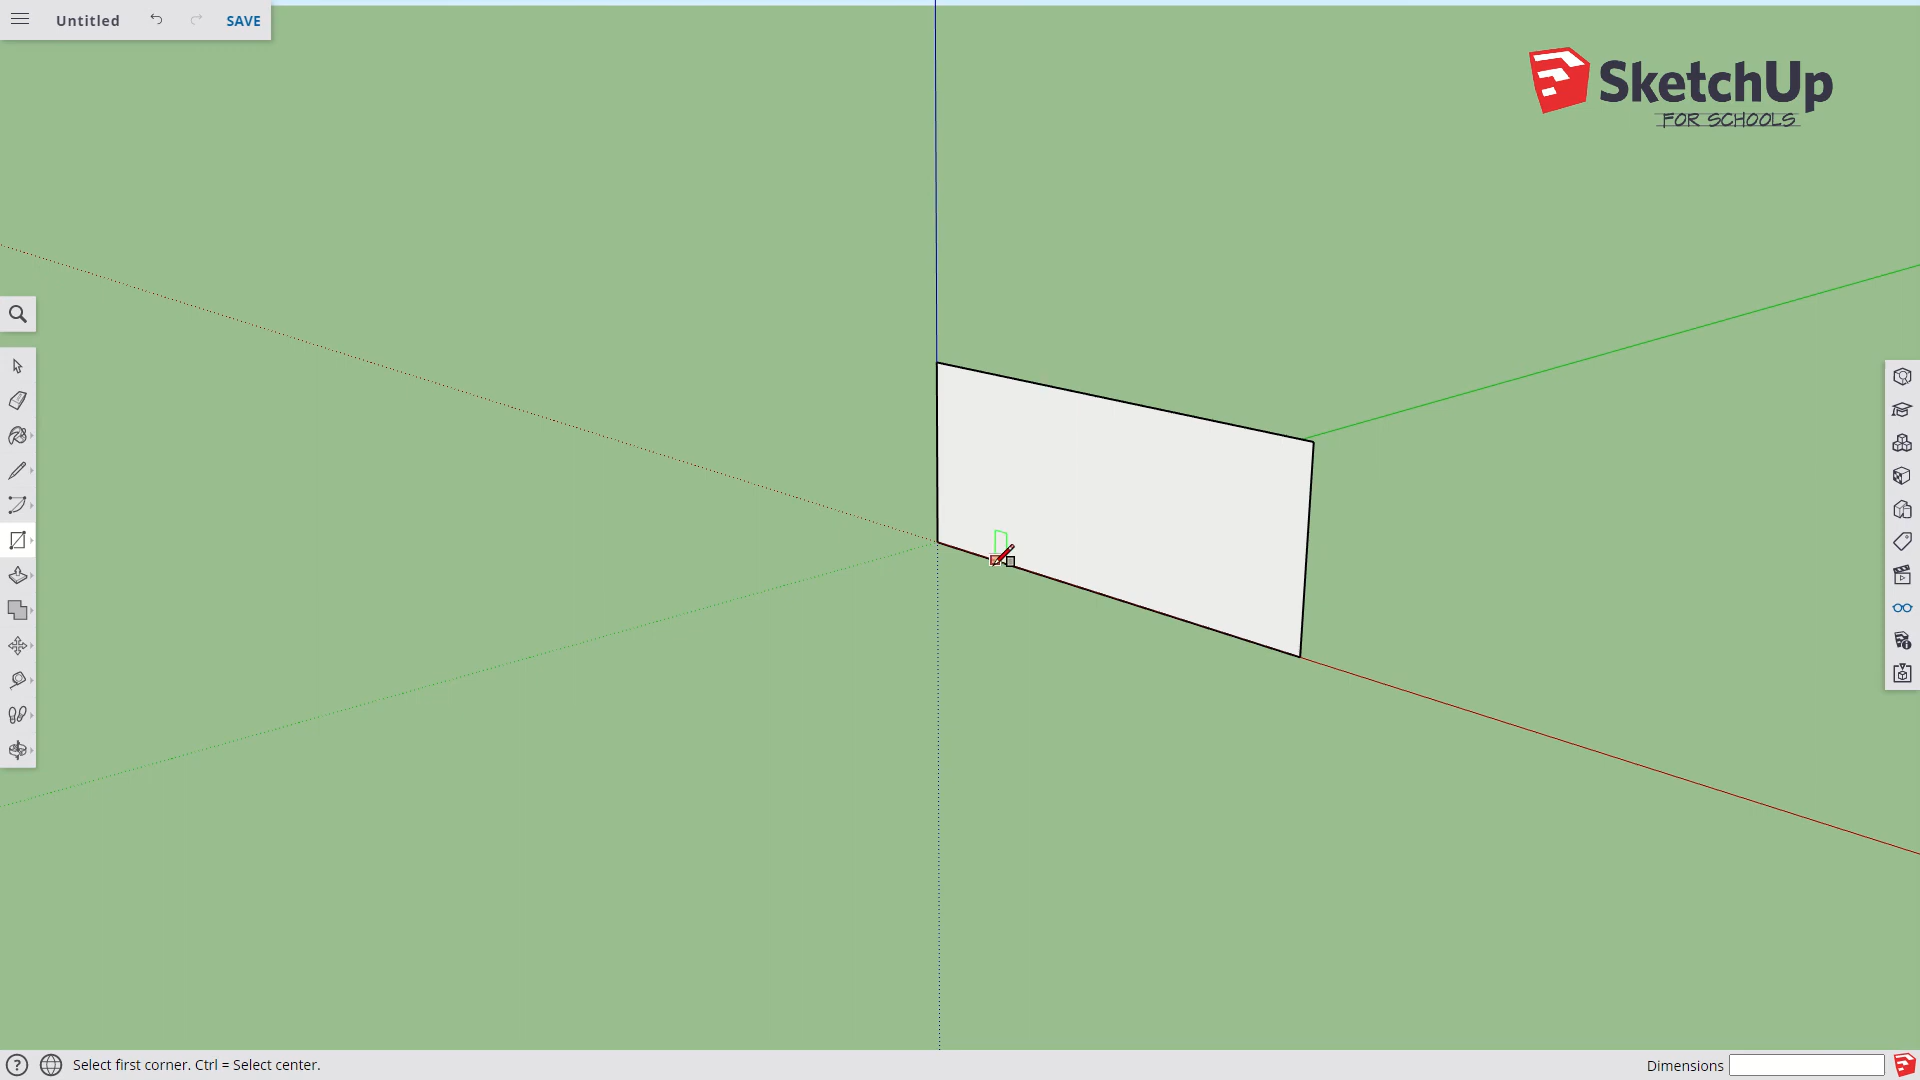 Untitled
SAVE
SketchUp
FOR SCHOOLS
Select first corner. Ctrl = Select center.
Dimensions